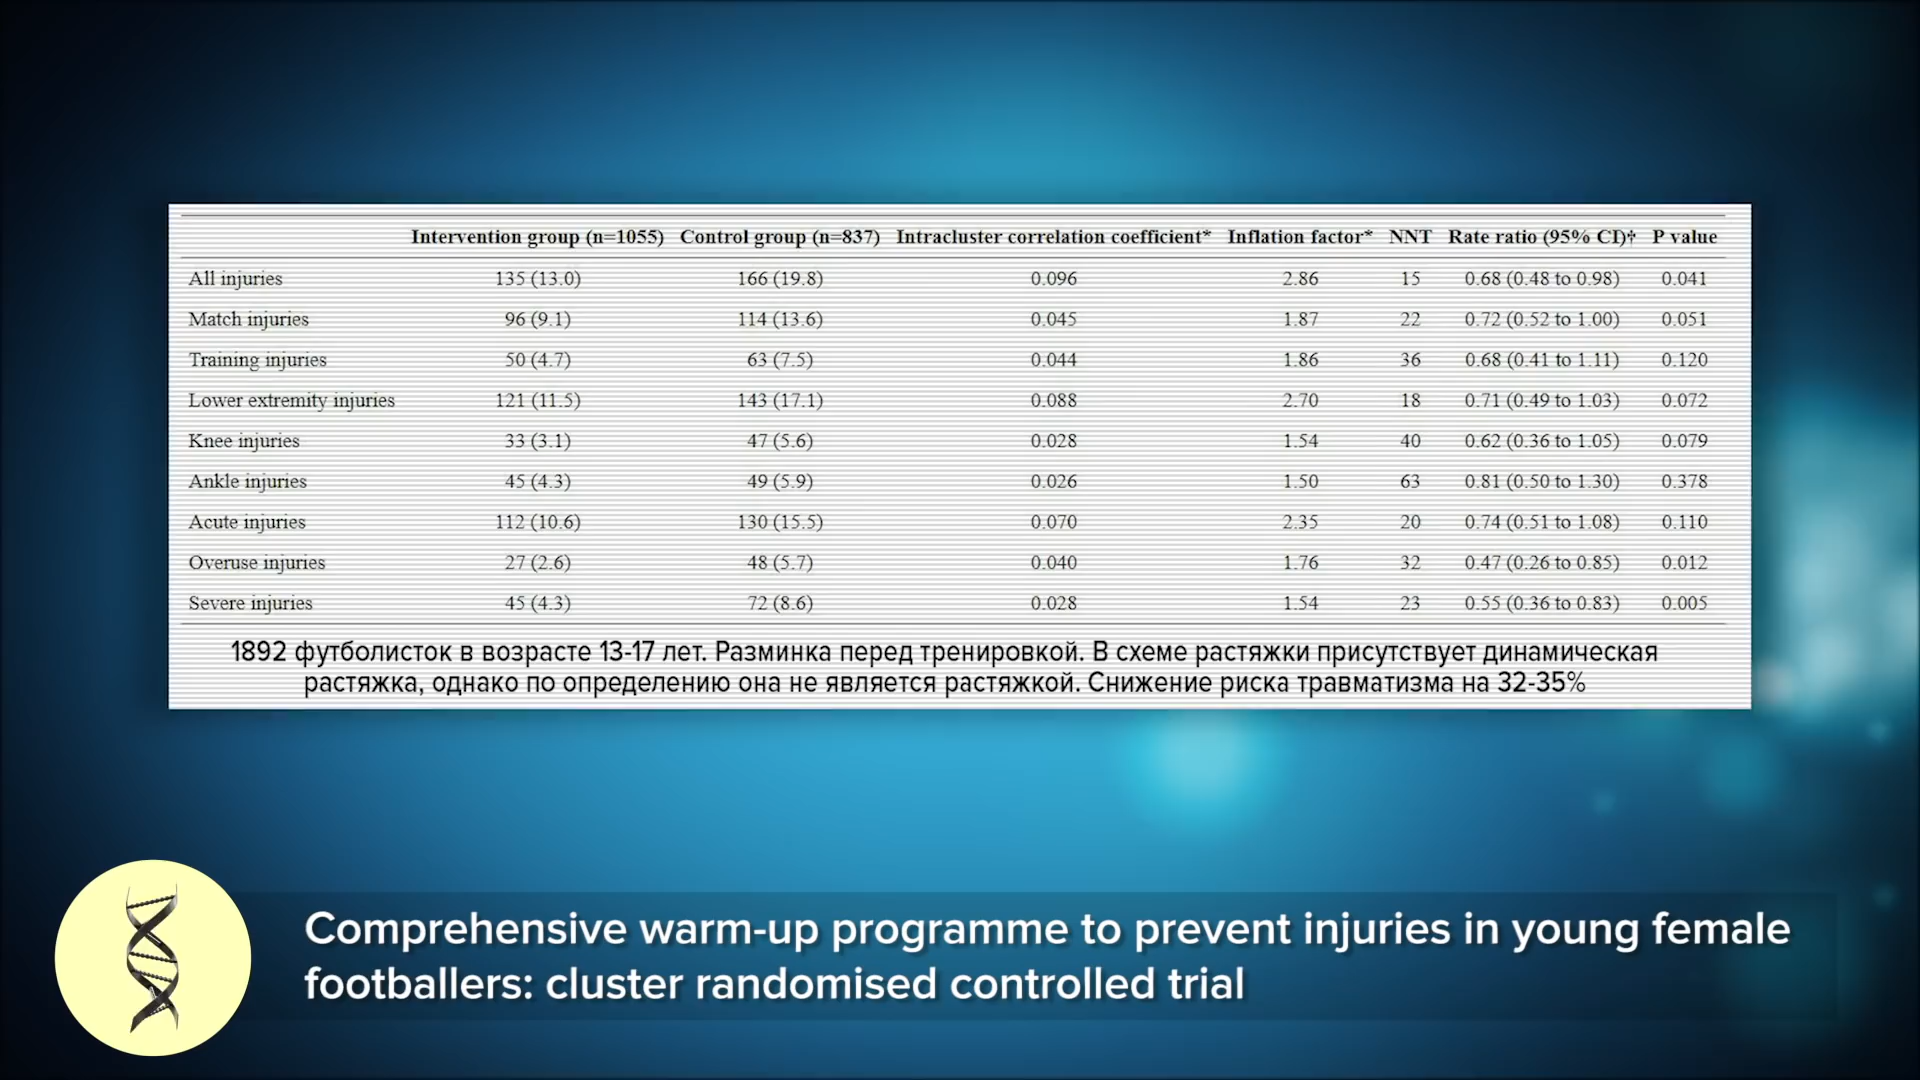 Intervention group (n=1055) Control group (n=837) Intracluster correlation coefficient* Inflation factor* NNT Rate ratio (95% CI)† P value
All injuries 135 (13.0) 166 (19.8) 0.096 2.86 15 0.68 (0.48 to 0.98) 0.041
Match injuries 96 (9.1) 114 (13.6) 0.045 1.87 22 0.72 (0.52 to 1.00) 0.051
Training injuries 50 (4.7) 63 (7.5) 0.044 1.86 36 0.68 (0.41 to 1.11) 0.120
Lower extremity injuries 121 (11.5) 143 (17.1) 0.088 2.70 18 0.71 (0.49 to 1.03) 0.072
Knee injuries 33 (3.1) 47 (5.6) 0.028 1.54 40 0.62 (0.36 to 1.05) 0.079
Ankle injuries 45 (4.3) 49 (5.9) 0.026 1.50 63 0.81 (0.50 to 1.30) 0.378
Acute injuries 112 (10.6) 130 (15.5) 0.070 2.35 20 0.74 (0.51 to 1.08) 0.110
Overuse injuries 27 (2.6) 48 (5.7) 0.040 1.76 32 0.47 (0.26 to 0.85) 0.012
Severe injuries 45 (4.3) 72 (8.6) 0.028 1.54 23 0.55 (0.36 to 0.83) 0.005
1892 футболисток в возрасте 13-17 лет. Разминка перед тренировкой. В схеме растяжки присутствует динамическая
растяжка, однако по определению она не является растяжкой. Снижение риска травматизма на 32-35%
Comprehensive warm-up programme to prevent injuries in young female
footballers: cluster randomised controlled trial